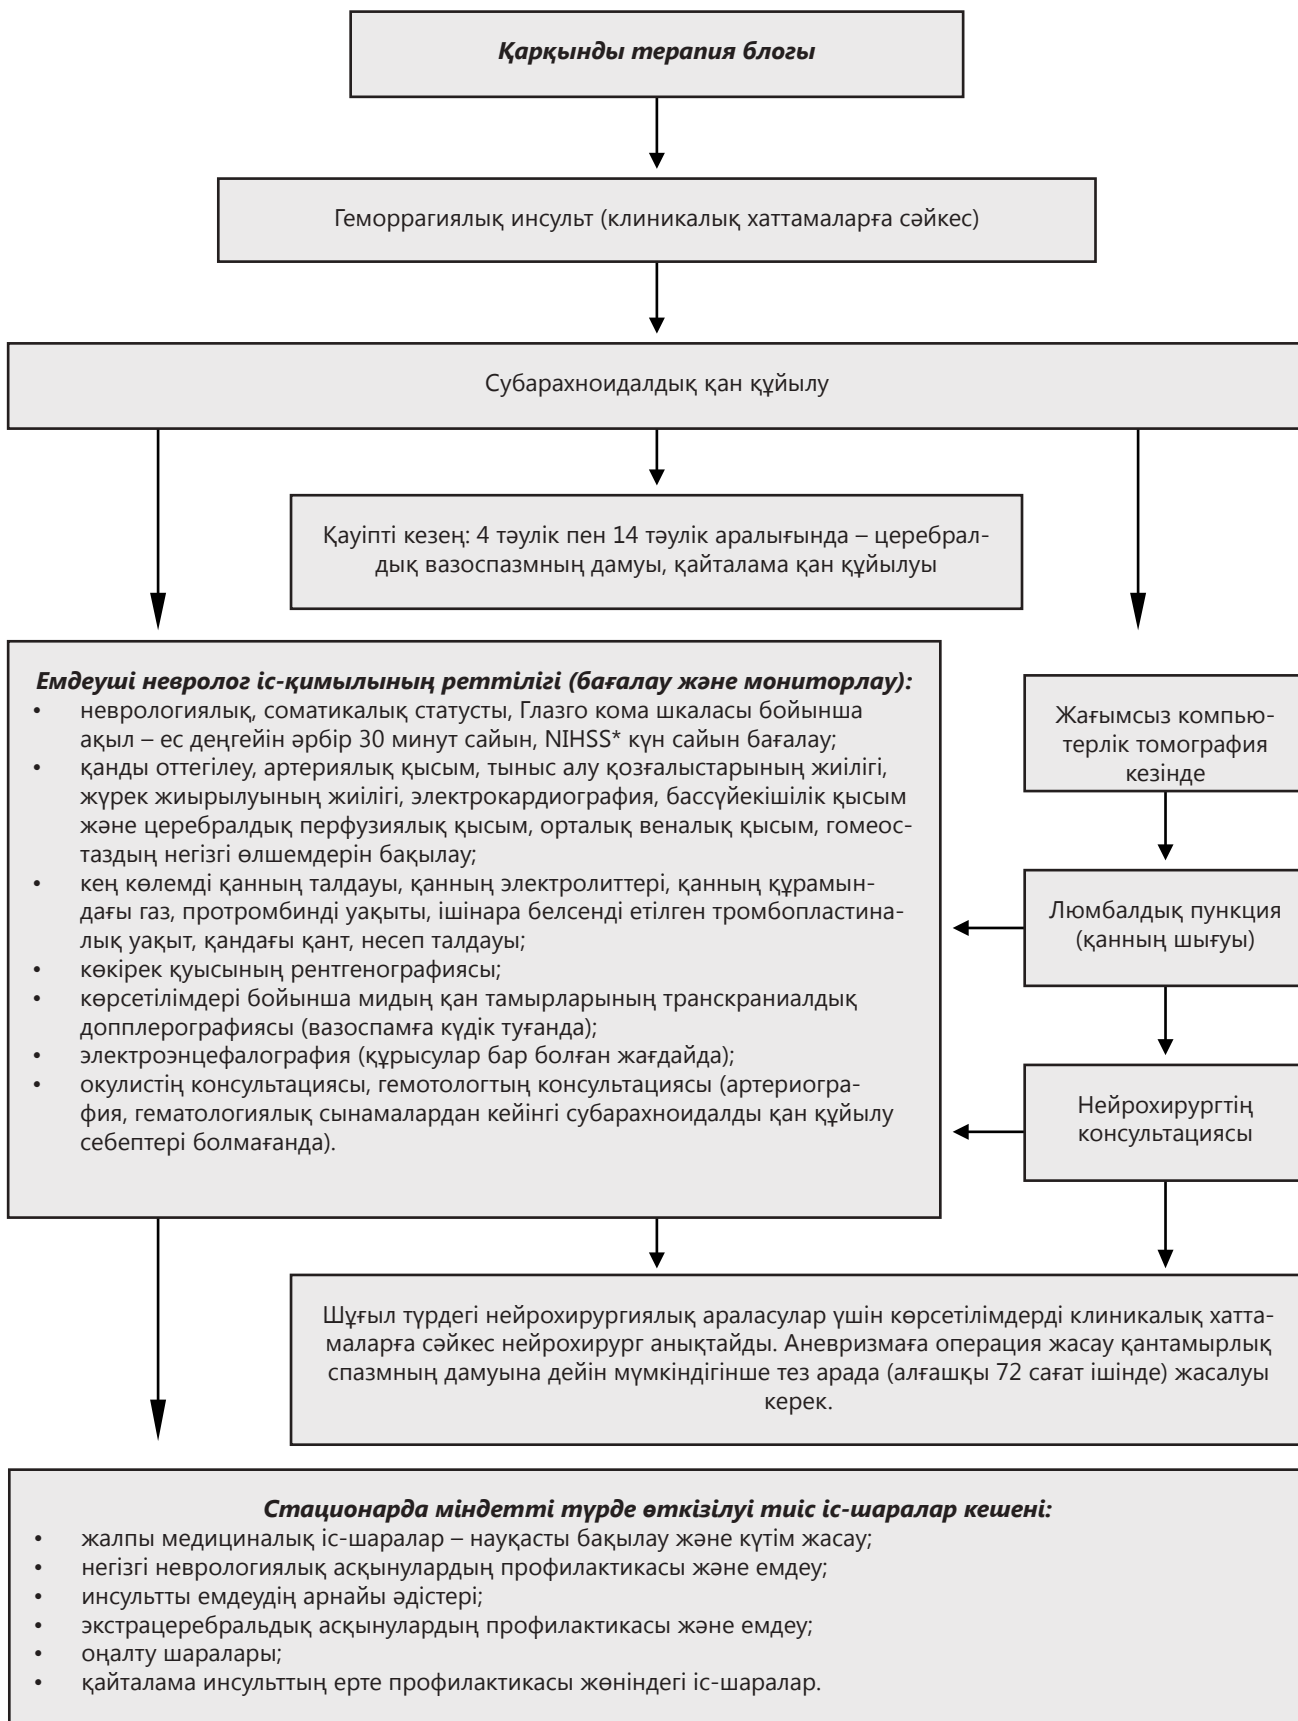 Қарқынды терапия блогы
Геморрагиялық инсульт (клиникалық хаттамаларға сәйкес)
Субарахноидалдық қан құйылу
Қауіпті кезең: 4 тәулік пен 14 тәулік аралығында – церебрал-
дық вазоспазмның дамуы, қайталама қан құйылуы
Емдеуші невролог іс-қимылының реттілігі (бағалау және мониторлау):
• неврологиялық, соматикалық статусты, Глазго кома шкаласы бойынша
ақыл – ес деңгейін әрбір 30 минут сайын, NIHSS* күн сайын бағалау;
• қанды оттегілеу, артериялық қысым, тыныс алу қозғалыстарының жиілігі,
жүрек жиырылуының жиілігі, электрокардиография, бассүйекішілік қысым
және церебралдық перфузиялық қысым, орталық веналық қысым, гомеос-
таздың негізгі өлшемдерін бақылау;
• кең көлемді қанның талдауы, қанның электролиттері, қанның құрамын-
дағы газ, протромбинді уақыты, ішінара белсенді етілген тромбопластина-
лық уақыт, қандағы қант, несеп талдауы;
• көкірек қуысының рентгенографиясы;
• көрсетілімдері бойынша мидың қан тамырларының транскраниалдық
допплерографиясы (вазоспамға күдік туғанда);
• электроэнцефалография (құрысулар бар болған жағдайда);
• окулистің консультациясы, гемотологтың консультациясы (артериогра-
фия, гематологиялық сынамалардан кейінгі субарахноидалды қан құйылу
себептері болмағанда).
Жағымсыз компью-
терлік томография
кезінде
Люмбалдық пункция
(қанның шығуы)
Нейрохирургтің
консультациясы
Шұғыл түрдегі нейрохирургиялық араласулар үшін көрсетілімдерді клиникалық хатта-
маларға сәйкес нейрохирург анықтайды. Аневризмаға операция жасау қантамырлық
спазмның дамуына дейін мүмкіндігінше тез арада (алғашқы 72 сағат ішінде) жасалуы
керек.
Стационарда міндетті түрде өткізілуі тиіс іс-шаралар кешені:
• жалпы медициналық іс-шаралар – науқасты бақылау және күтім жасау;
• негізгі неврологиялық асқынулардың профилактикасы және емдеу;
• инсультты емдеудің арнайы әдістері;
• экстрацеребральдық асқынулардың профилактикасы және емдеу;
• оңалту шаралары;
• қайталама инсульттың ерте профилактикасы жөніндегі іс-шаралар.